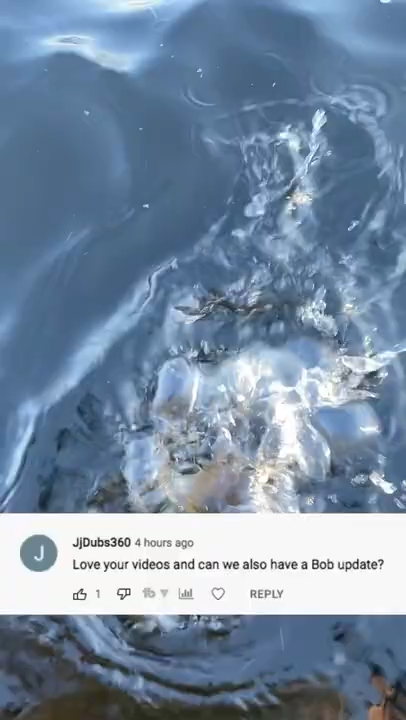 J
JjDubs360 4 hours ago
Love your videos and can we also have a Bob update?
1
REPLY